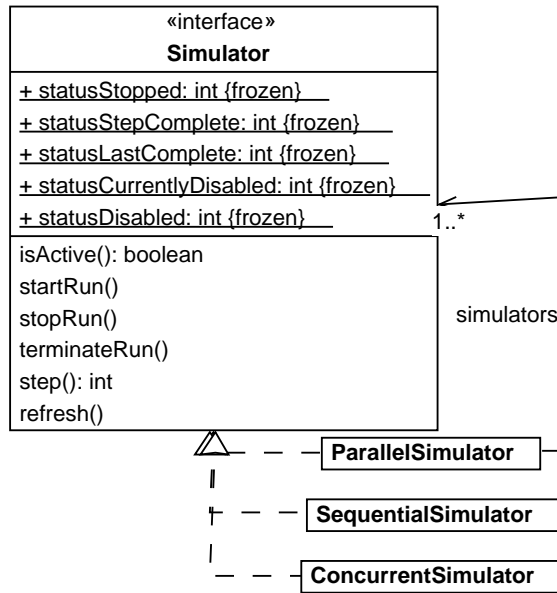 «interface»
Simulator
+ statusStopped: int {frozen}
+ statusStepComplete: int {frozen}
+ statusLastComplete: int {frozen}
+ statusCurrentlyDisabled: int {frozen}
+ statusDisabled: int {frozen}
1..*
isActive(): boolean
startRun()
stopRun()
simulators
terminateRun()
step(): int
refresh()
ParallelSimulator
SequentialSimulator
ConcurrentSimulator